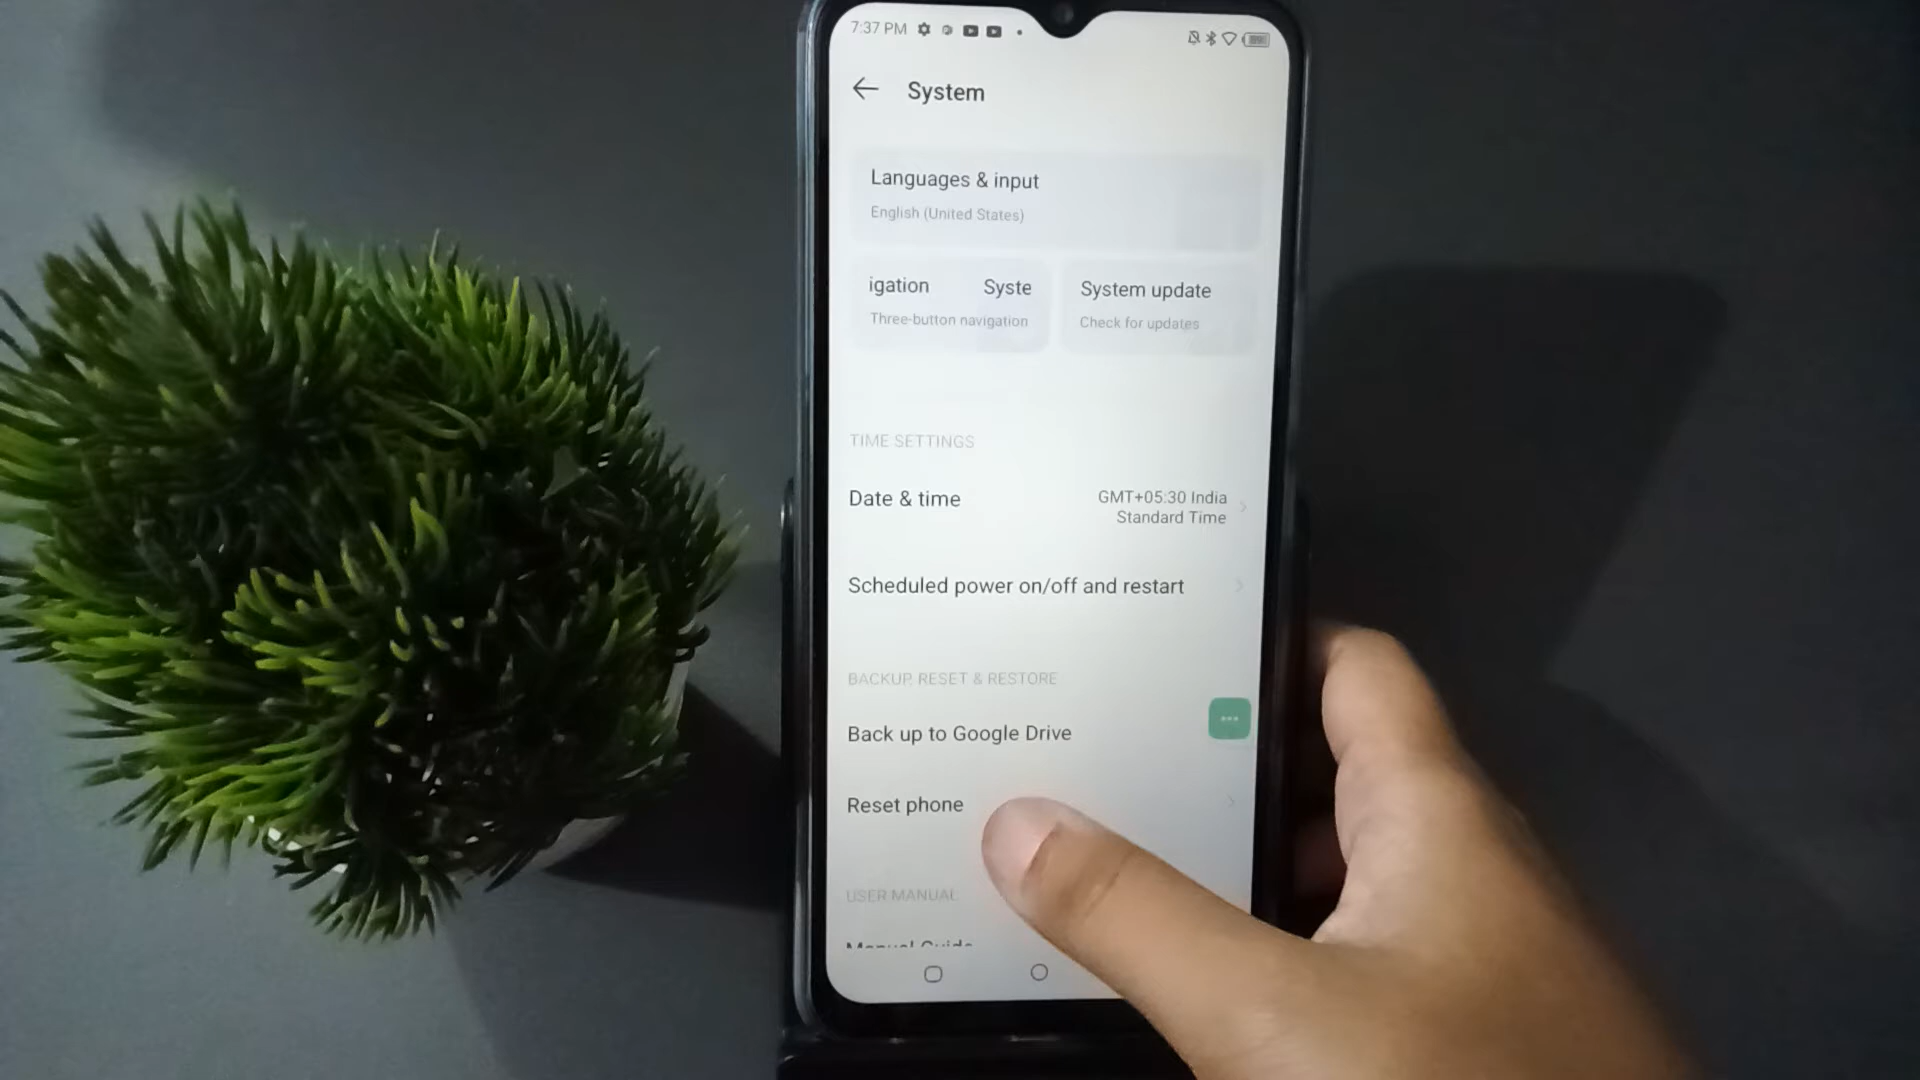 7:37 PM
System
Languages & input
English (United States)
igation Syste
Three-button navigation
System update
Check for updates
TIME SETTINGS
Date & time
GMT+05:30 India
Standard Time
Scheduled power on/off and restart
BACKUP, RESET & RESTORE
Back up to Google Drive
Reset phone
USER MANUAL
Manual Guide